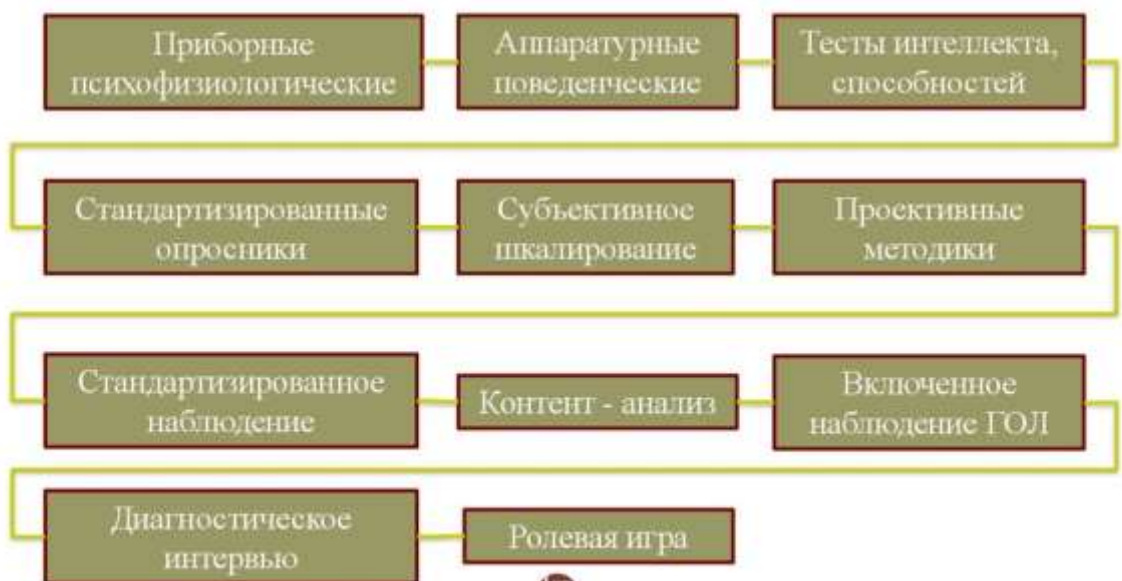 Приборные
психофизиологические
Аппаратурные
поведенческие
Тесты интеллекта,
способностей
Стандартизированные
опросники
Субъективное
шкалирование
Проективные
методики
Стандартизированное
наблюдение
Контент - анализ
Включенное
наблюдение ГОЛ
Диагностическое
интервью
Ролевая игра